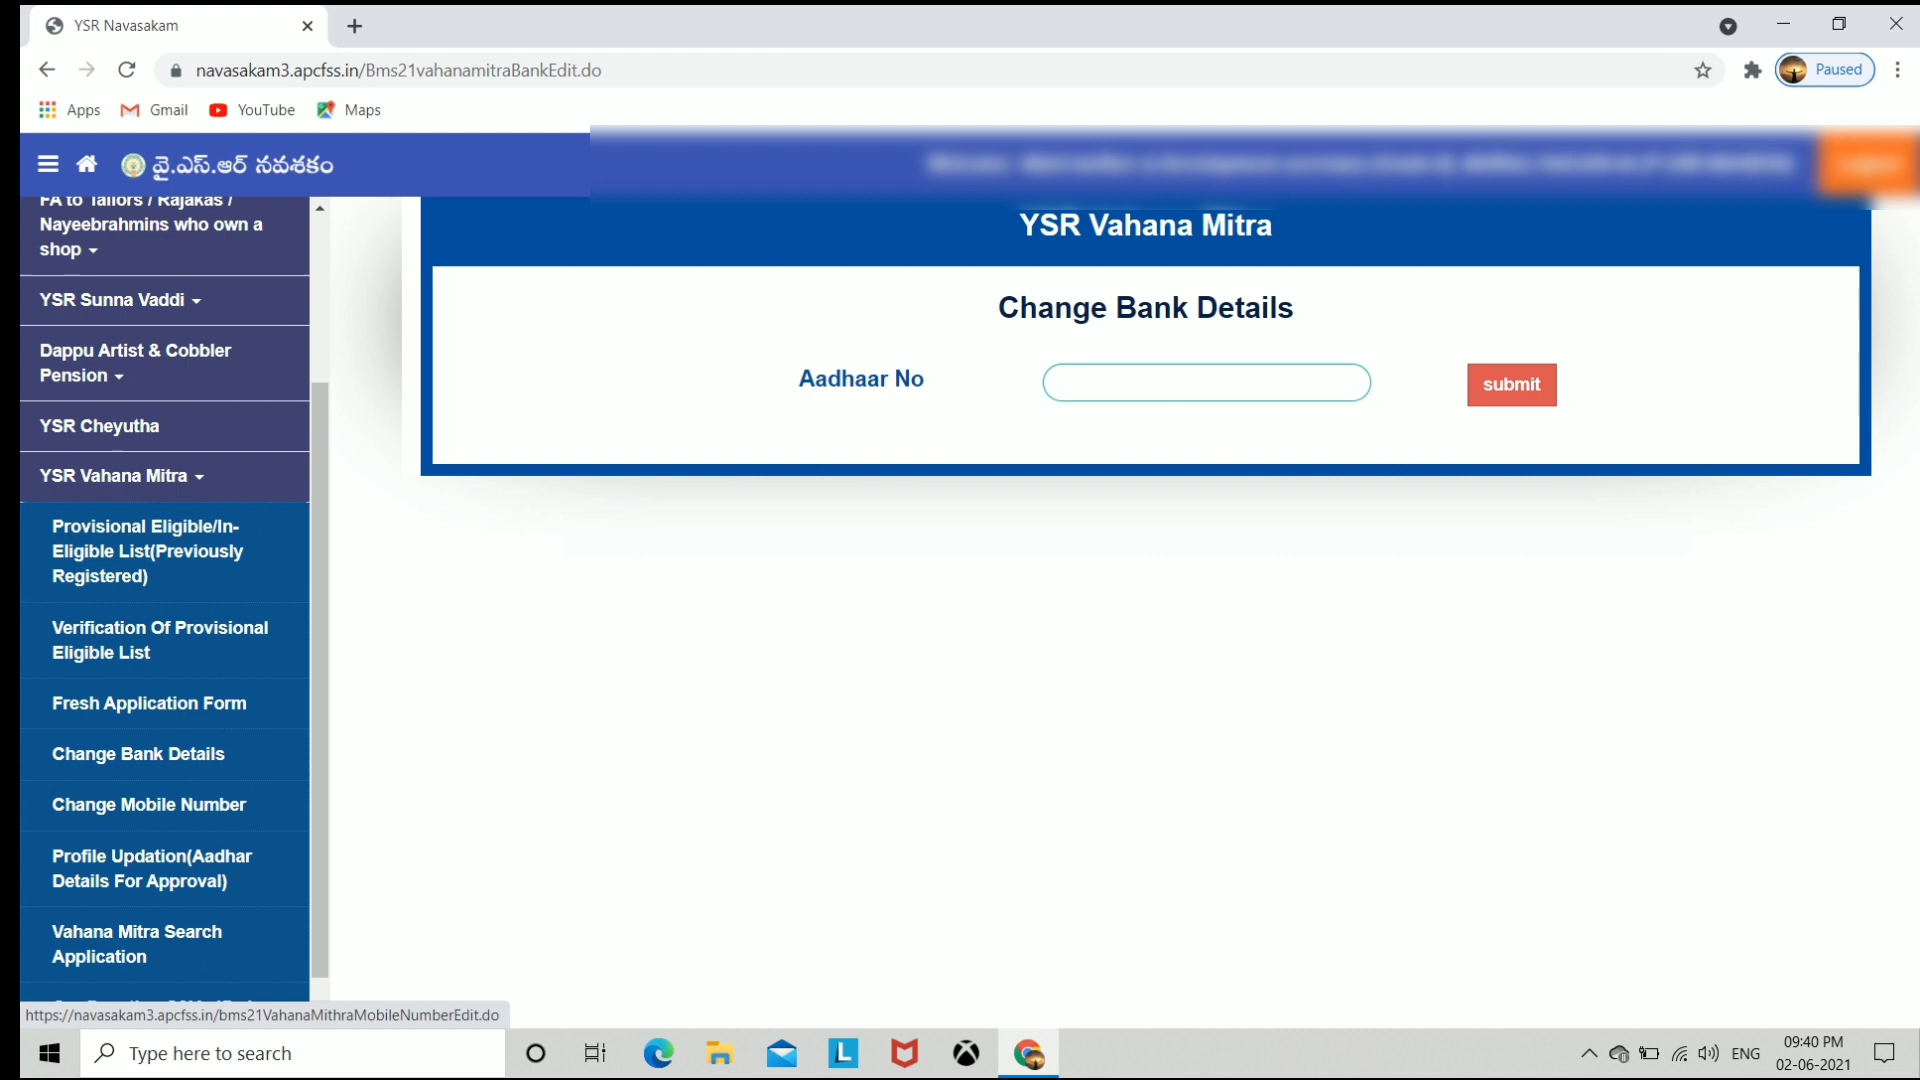 YSR Navasakam
navasakam3.apcfss.in/Bms21vahanamitraBankEdit.do
Paused
Apps Gmail YouTube Maps
వై.ఎస్.ఆర్ నవశకం
FA to Tailors / Rajakas /
Nayeebrahmins who own a
shop
YSR Sunna Vaddi
Dappu Artist & Cobbler
Pension
YSR Cheyutha
YSR Vahana Mitra
Provisional Eligible/In-
Eligible List(Previously
Registered)
Verification Of Provisional
Eligible List
Fresh Application Form
Change Bank Details
Change Mobile Number
Profile Updation(Aadhar
Details For Approval)
Vahana Mitra Search
Application
YSR Vahana Mitra
Change Bank Details
Aadhaar No
submit
https://navasakam3.apcfss.in/bms21VahanaMithraMobileNumberEdit.do
Type here to search
L
ENG
09:40 PM
02-06-2021